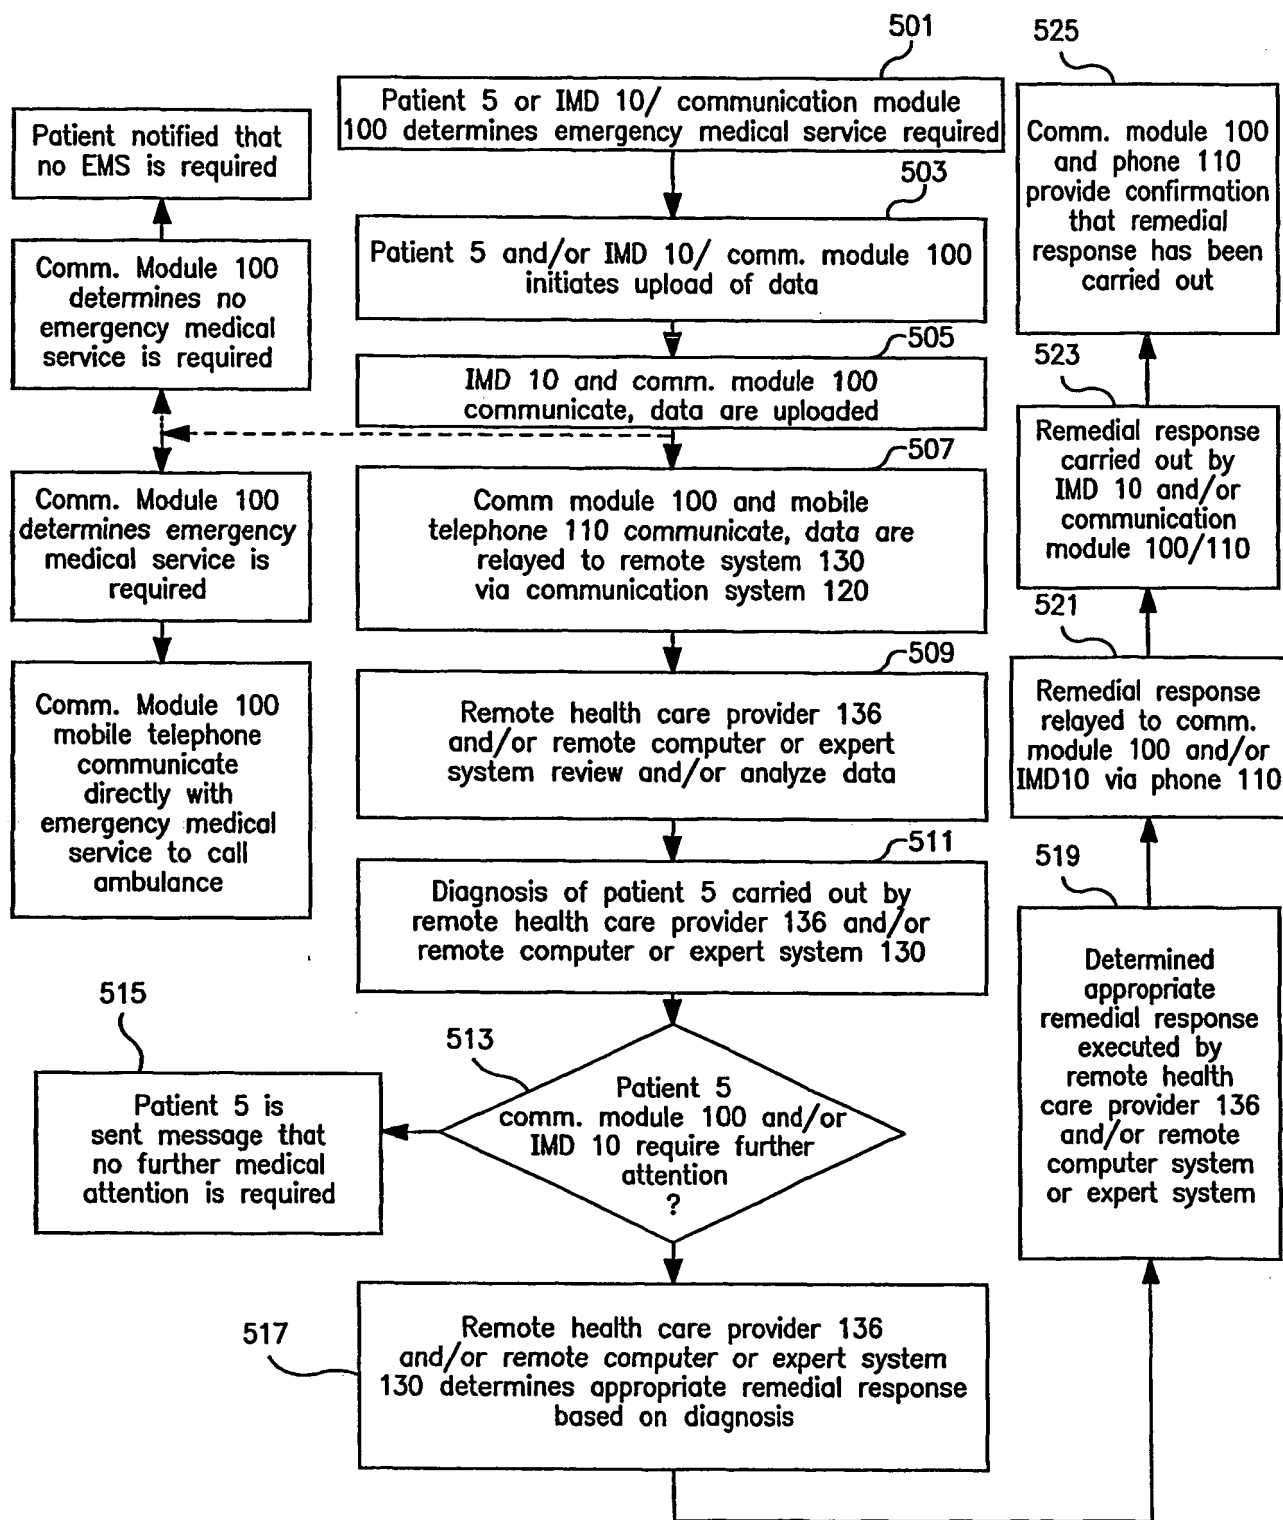 501
Patient 5 or IMD 10/ communication module
100 determines emergency medical service required
503
Patient 5 and/or IMD 10/ comm. module 100
initiates upload of data
505
IMD 10 and comm. module 100
communicate, data are uploaded
Patient notified that
no EMS is required
Comm. Module 100
determines no
emergency medical
service is required
Comm. Module 100
determines emergency
medical service is
required
Comm. Module 100
mobile telephone
communicate
directly with
emergency medical
service to call
ambulance
507
Comm module 100 and mobile
telephone 110 communicate, data are
relayed to remote system 130
via communication system 120
509
Remote health care provider 136
and/or remote computer or expert
system review and/or analyze data
511
Diagnosis of patient 5 carried out by
remote health care provider 136 and/or
remote computer or expert system 130
513
Patient 5
comm. module 100 and/or
IMD 10 require further
attention
?
515
Patient 5 is
sent message that
no further medical
attention is required
517
Remote health care provider 136
and/or remote computer or expert system
130 determines appropriate remedial response
based on diagnosis
519
Determined
appropriate
remedial response
executed by
remote health
care provider 136
and/or remote
computer system
or expert system
521
Remedial response
relayed to comm.
module 100 and/or
IMD10 via phone 110
523
Remedial response
carried out by
IMD 10 and/or
communication
module 100/110
525
Comm. module 100
and phone 110
provide confirmation
that remedial
response has been
carried out